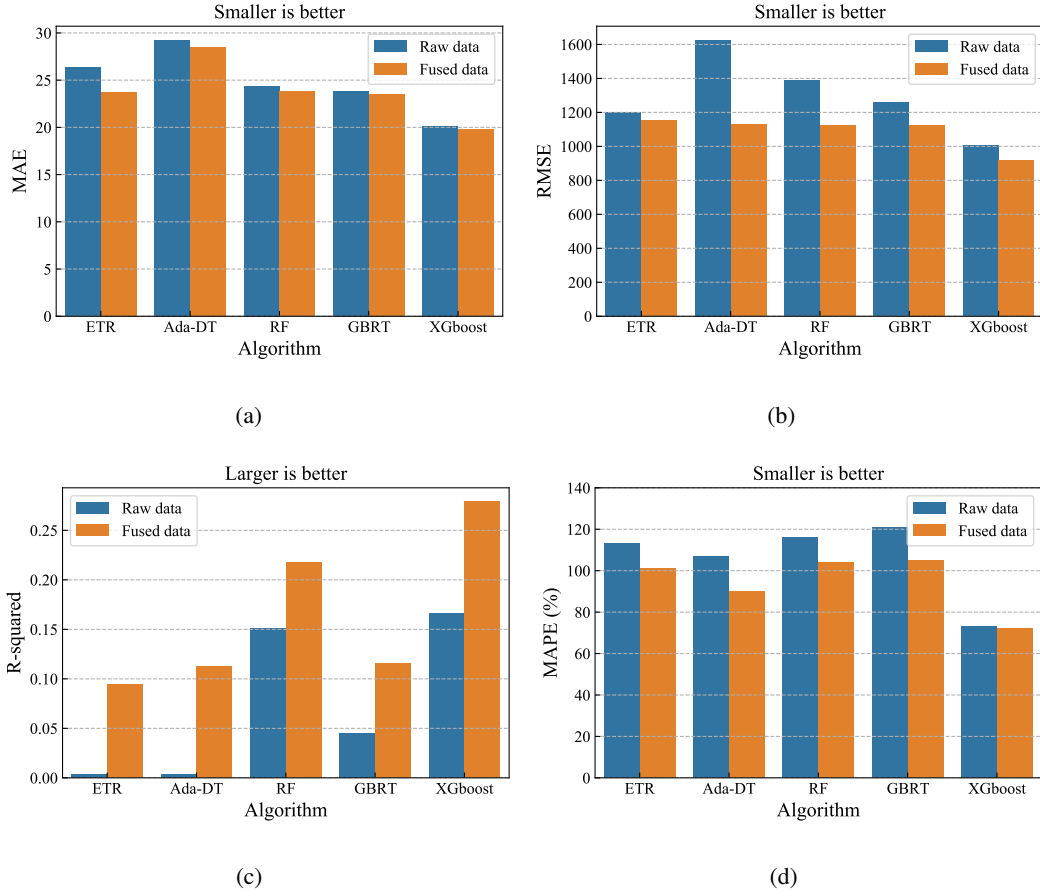 Smaller is better
30
25
20
15
10
5
0
MAE
Raw data
Fused data
ETR Ada-DT RF GBRT XGboost
Algorithm
(a)
Smaller is better
1600
1400
1200
1000
800
600
400
200
0
RMSE
Raw data
Fused data
ETR Ada-DT RF GBRT XGboost
Algorithm
(b)
Larger is better
0.25
0.20
0.15
0.10
0.05
0.00
R-squared
Raw data
Fused data
ETR Ada-DT RF GBRT XGboost
Algorithm
(c)
Smaller is better
140
120
100
80
60
40
20
0
MAPE (%)
Raw data
Fused data
ETR Ada-DT RF GBRT XGboost
Algorithm
(d)